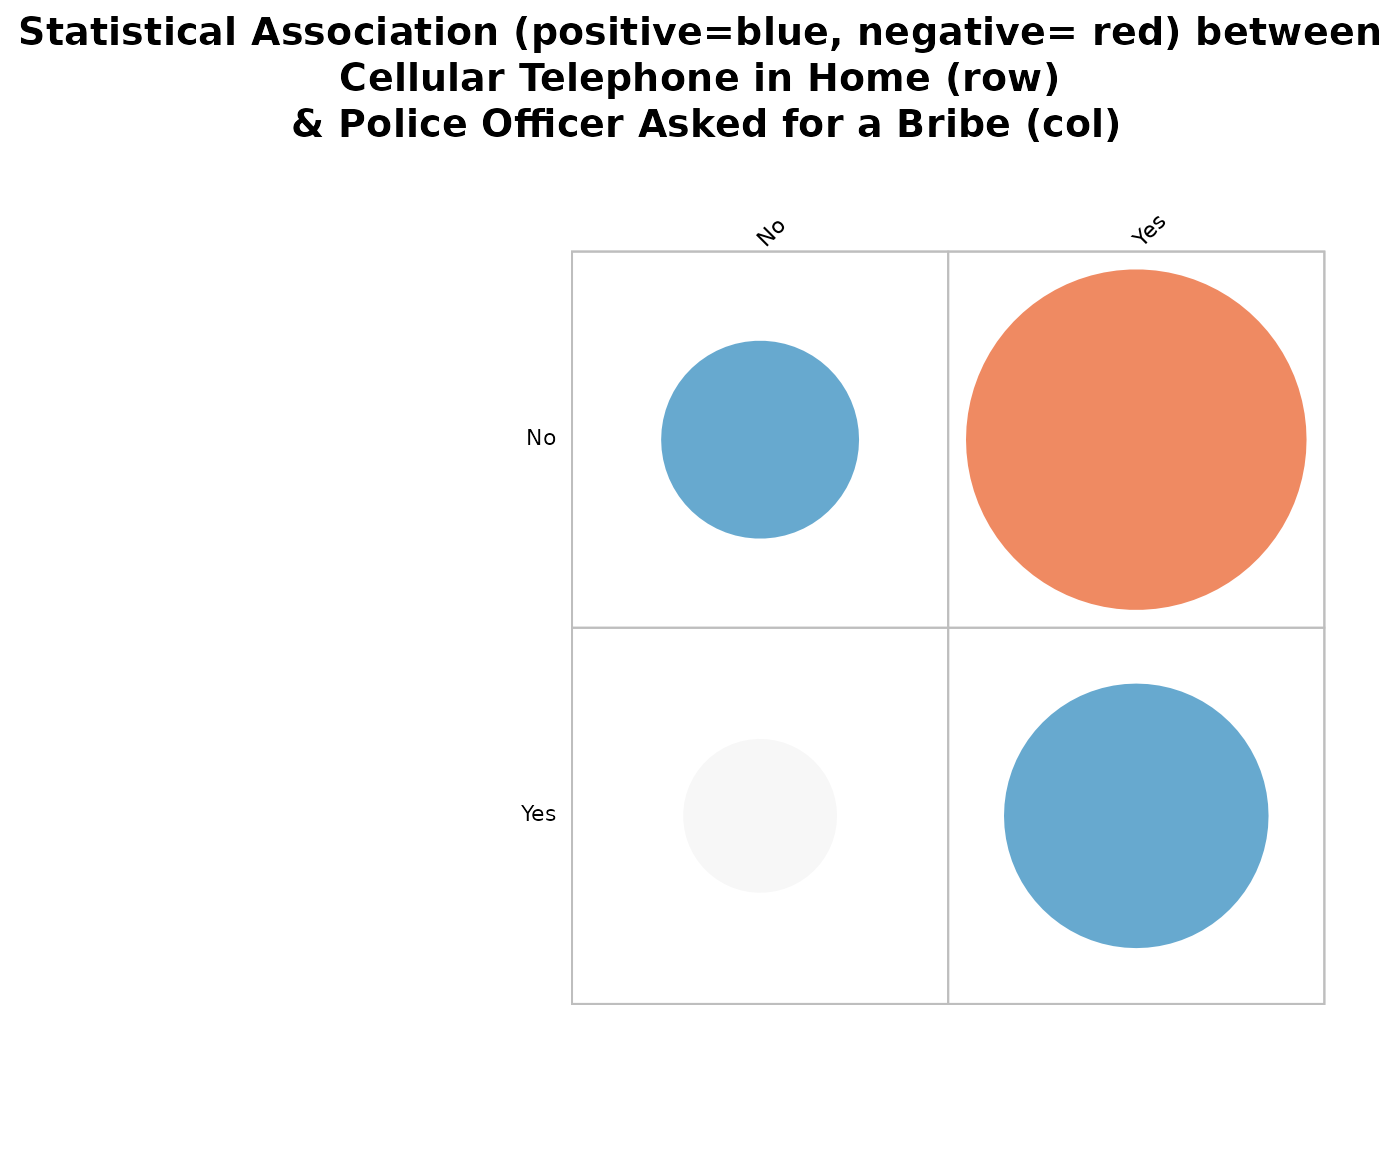 Statistical Association (positive=blue, negative= red) between
Cellular Telephone in Home (row)
& Police Officer Asked for a Bribe (col)
No
Yes
No
Yes